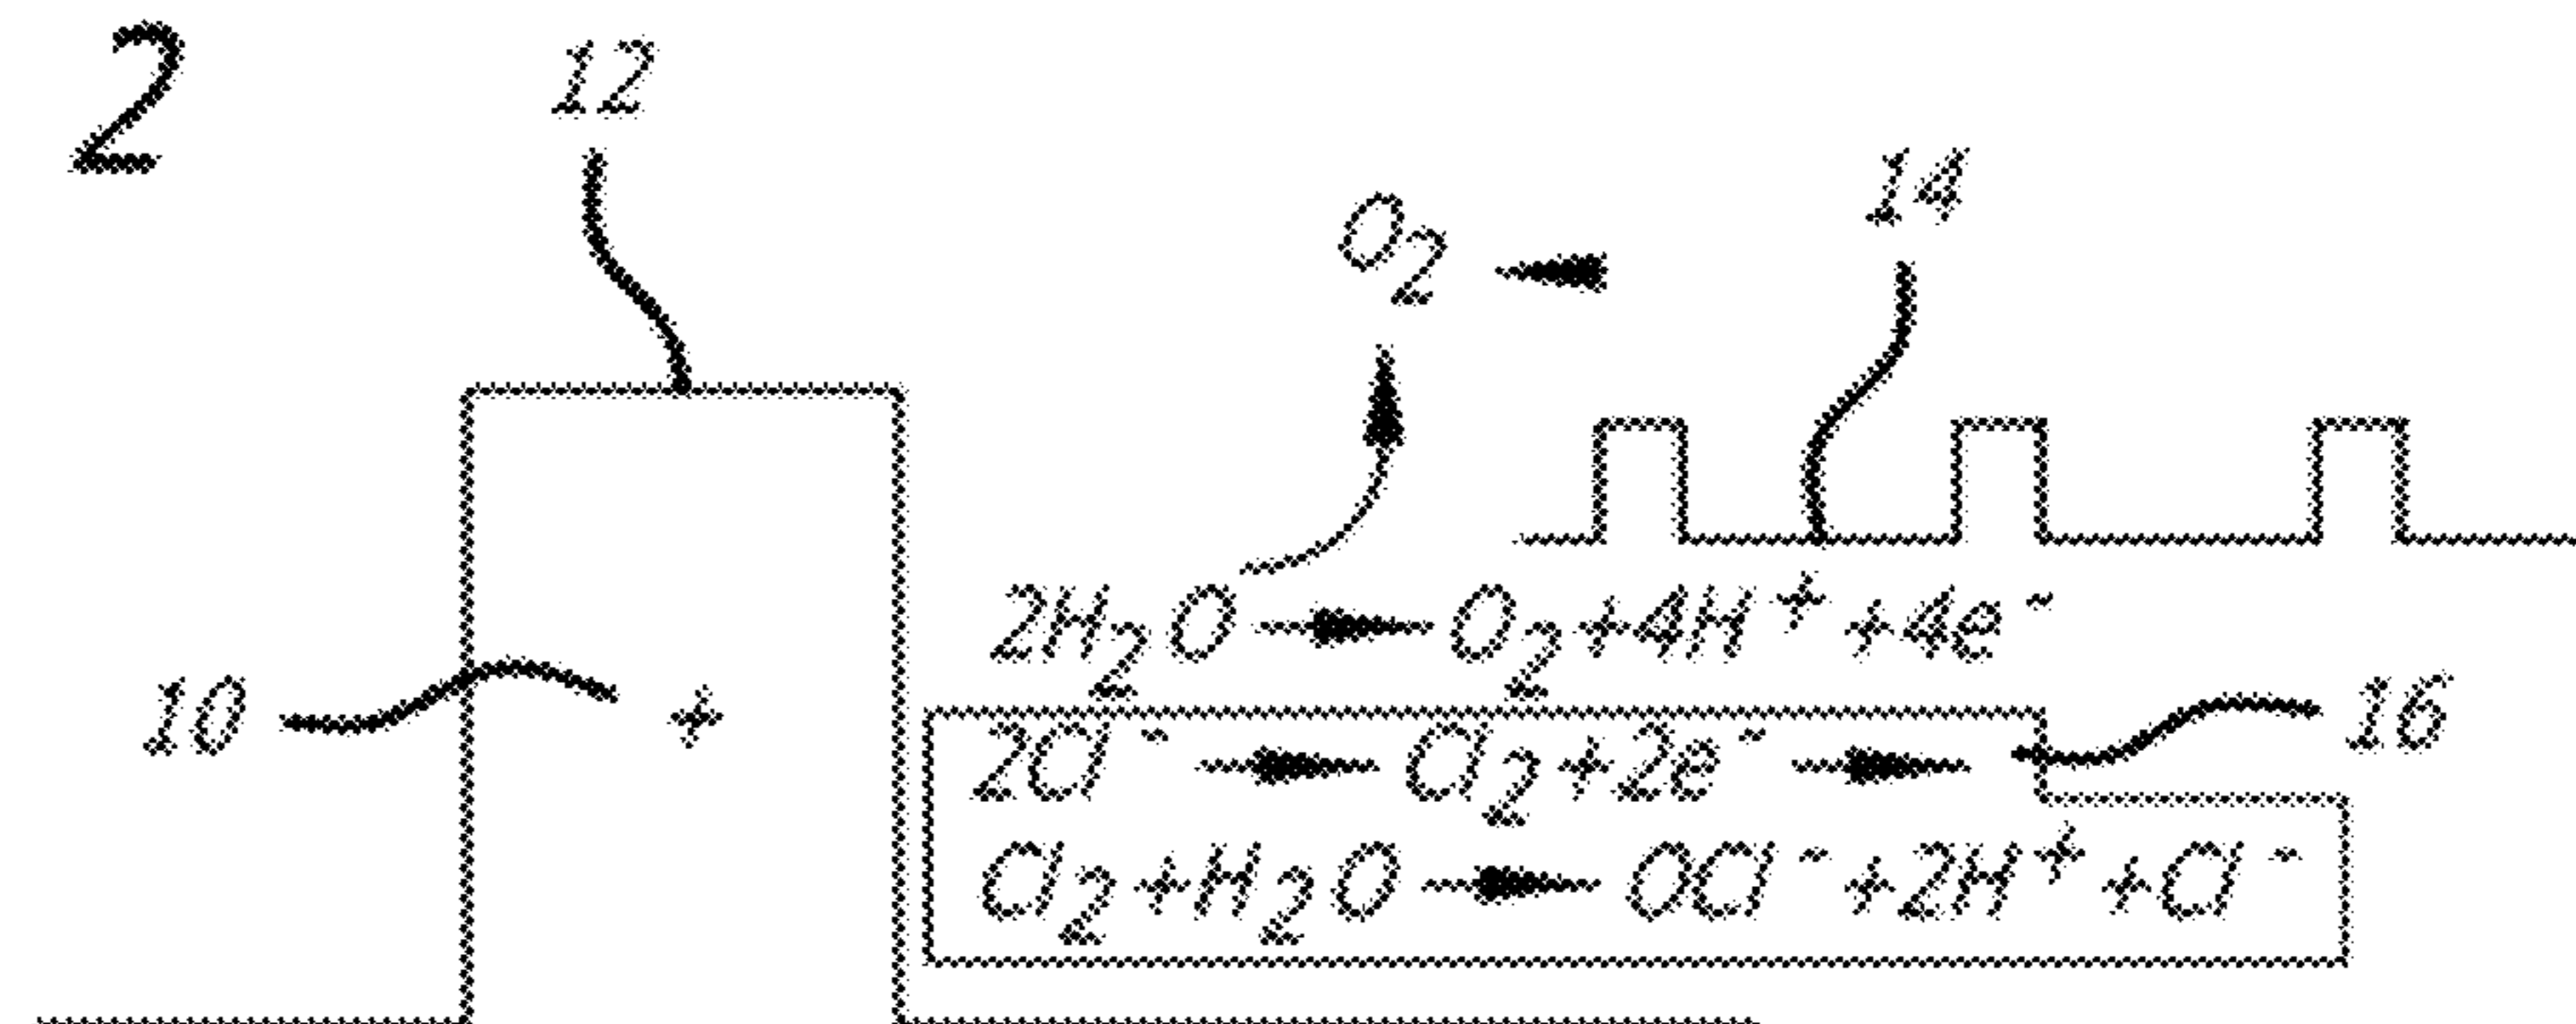 2
12
14
O₂
2H₂O → O₂+4H⁺+4e⁻
10
+
16
2Cl⁻ → Cl₂+2e⁻ →
Cl₂+H₂O → OCl⁻+2H⁺+Cl⁻